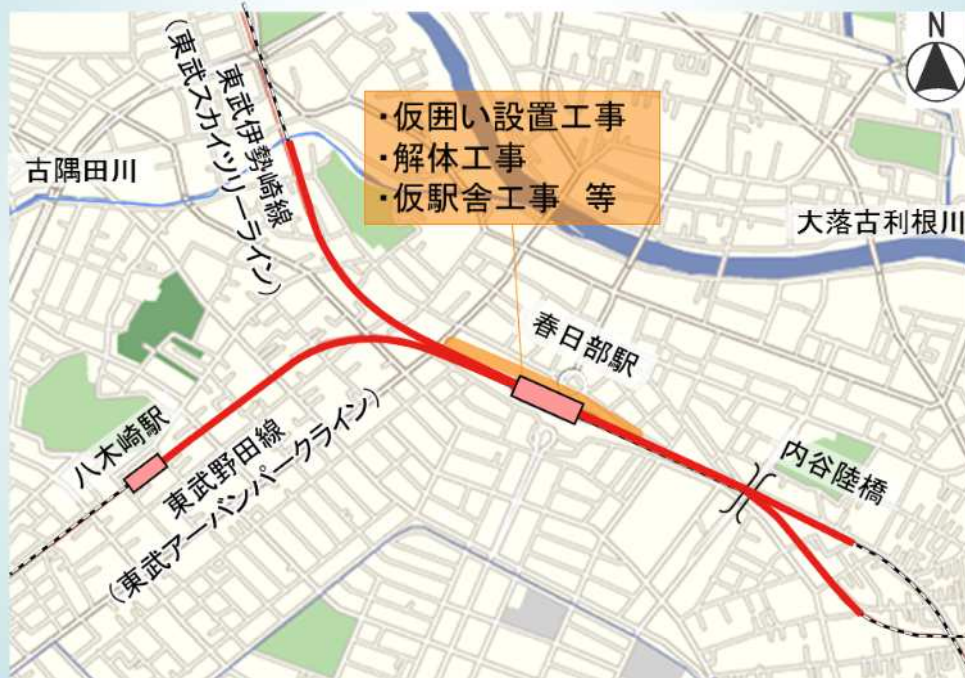 N
・仮囲い設置工事
・解体工事
・仮駅舎工事 等
東武伊勢崎線
(東武スカイツリーライン)
古隅田川
大落古利根川
春日部駅
八木崎駅
東武野田線
(東武アーバンパークライン)
内谷陸橋